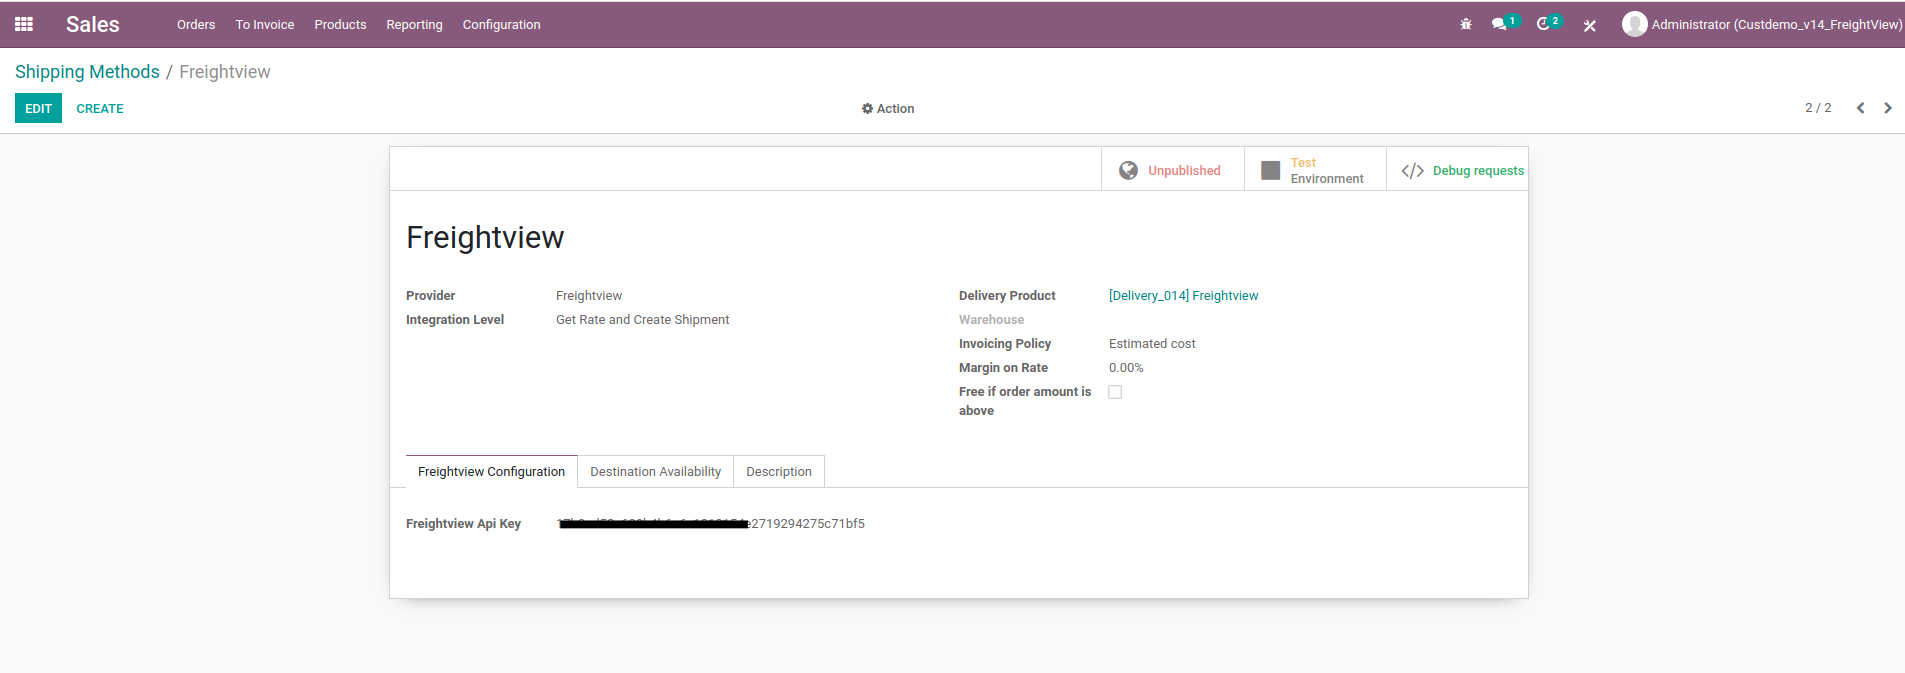 Sales Orders To Invoice Products Reporting Configuration 1 2 Administrator (Custdemo_v14_FreightView)
Shipping Methods / Freightview
EDIT CREATE Action 2 / 2
Unpublished Test Environment </> Debug requests
Freightview
Provider Freightview
Integration Level Get Rate and Create Shipment
Delivery Product [Delivery_014] Freightview
Warehouse
Invoicing Policy Estimated cost
Margin on Rate 0.00%
Free if order amount is
above
Freightview Configuration Destination Availability Description
Freightview Api Key e2719294275c71bf5